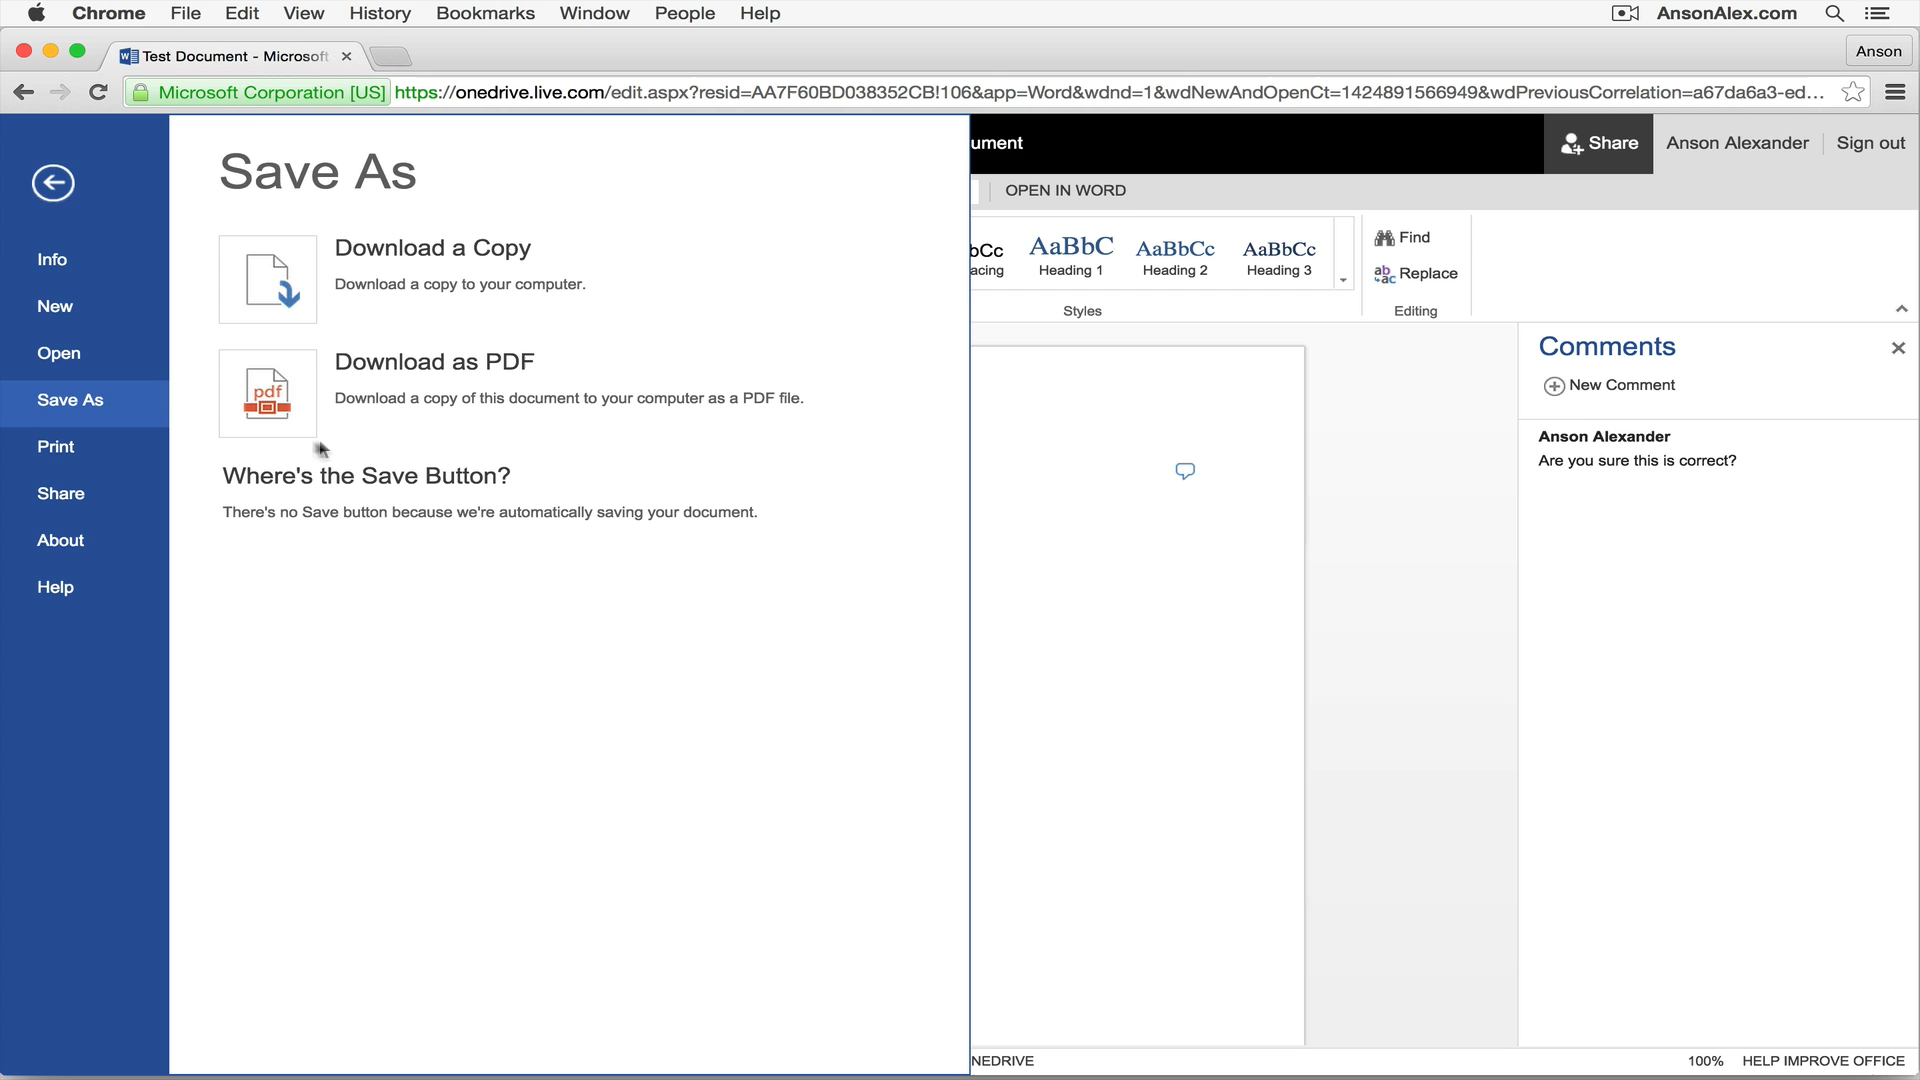 Chrome File Edit View History Bookmarks Window People Help AnsonAlex.com
Test Document - Microsoft
Anson
Microsoft Corporation [US] https://onedrive.live.com/edit.aspx?resid=AA7F60BD038352CB!106&app=Word&wdnd=1&wdNewAndOpenCt=1424891566949&wdPreviousCorrelation=a67da6a3-ed...
ument Share Anson Alexander Sign out
OPEN IN WORD
Save As
Info
New
Open
Save As
Print
Share
About
Help
Download a Copy
Download a copy to your computer.
pdf
Download as PDF
Download a copy of this document to your computer as a PDF file.
Where's the Save Button?
There's no Save button because we're automatically saving your document.
bCc AaBbC AaBbCc AaBbCc
acing Heading 1 Heading 2 Heading 3
Styles
Find
ab
ac Replace
Editing
Comments
New Comment
Anson Alexander
Are you sure this is correct?
NEDRIVE 100% HELP IMPROVE OFFICE